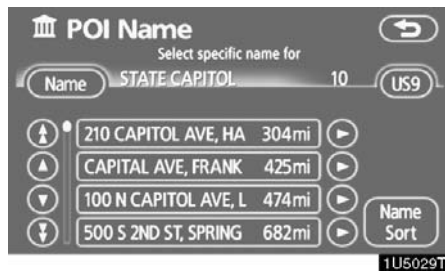 POI Name
Select specific name for
Name STATE CAPITOL 10 US9
210 CAPITOL AVE, HA 304mi
CAPITAL AVE, FRANK 425mi
100 N CAPITOL AVE, L 474mi
500 S 2ND ST, SPRING 682mi
Name
Sort
1U5029T